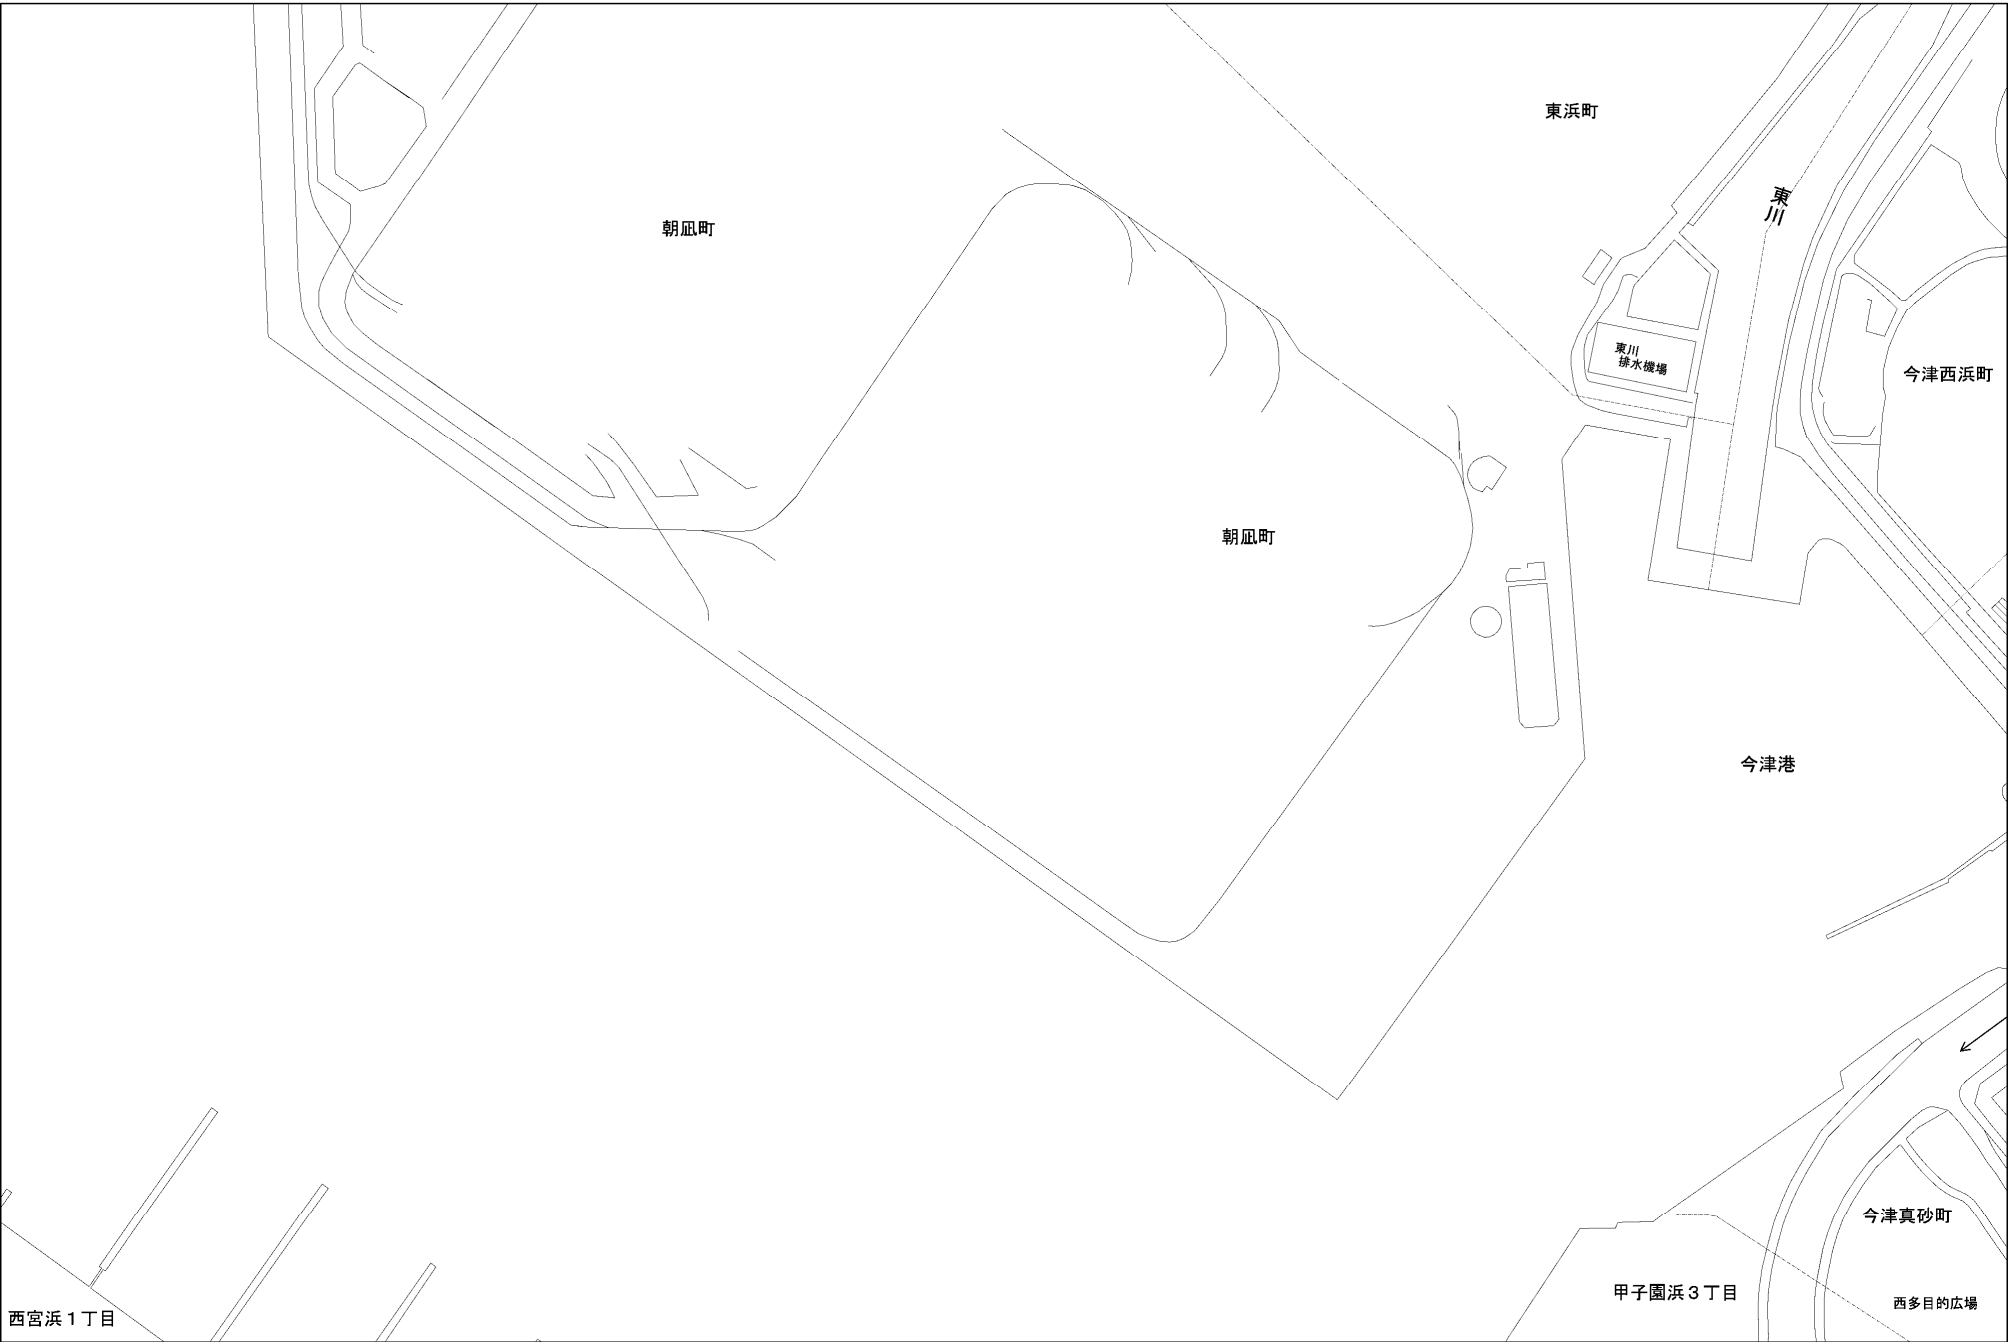 東浜町
東川
朝凪町
東川
排水機場
今津西浜町
朝凪町
今津港
今津真砂町
甲子園浜３丁目
西多目的広場
西宮浜１丁目